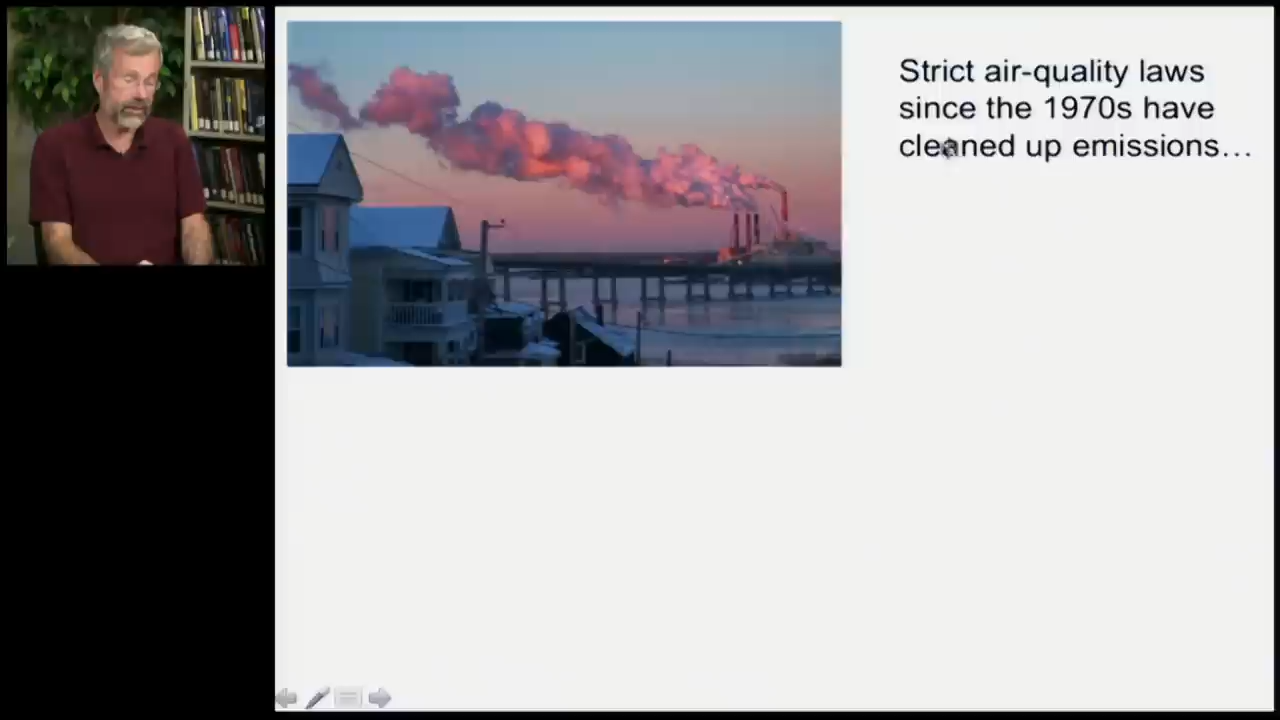 Strict air-quality laws
since the 1970s have
cleaned up emissions…